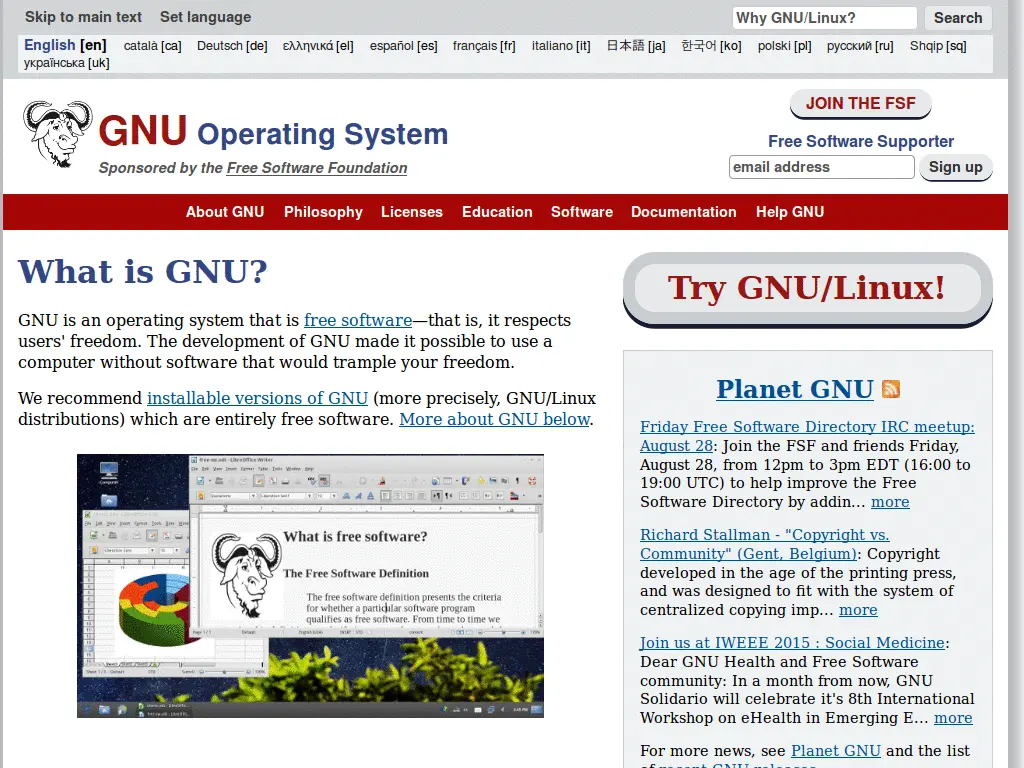 Skip to main text Set language
Why GNU/Linux? Search
English [en] català [ca] Deutsch [de] ελληνικά [el] español [es] français [fr] italiano [it] 日本語 [ja] 한국어 [ko] polski [pl] русский [ru] Shqip [sq]
українська [uk]
JOIN THE FSF
GNU Operating System
Free Software Supporter
Sponsored by the Free Software Foundation
email address Sign up
About GNU Philosophy Licenses Education Software Documentation Help GNU
What is GNU?
GNU is an operating system that is free software—that is, it respects
users' freedom. The development of GNU made it possible to use a
computer without software that would trample your freedom.
We recommend installable versions of GNU (more precisely, GNU/Linux
distributions) which are entirely free software. More about GNU below.
What is free software?
The Free Software Definition
The free software definition presents the criteria
for whether a particular software program
qualifies as free software. From time to time we
Try GNU/Linux!
Planet GNU
Friday Free Software Directory IRC meetup:
August 28: Join the FSF and friends Friday,
August 28, from 12pm to 3pm EDT (16:00 to
19:00 UTC) to help improve the Free
Software Directory by addin... more
Richard Stallman - "Copyright vs.
Community" (Gent, Belgium): Copyright
developed in the age of the printing press,
and was designed to fit with the system of
centralized copying imp... more
Join us at IWEEE 2015 : Social Medicine:
Dear GNU Health and Free Software
community: In a month from now, GNU
Solidario will celebrate it's 8th International
Workshop on eHealth in Emerging E... more
For more news, see Planet GNU and the list
of recent GNU releases